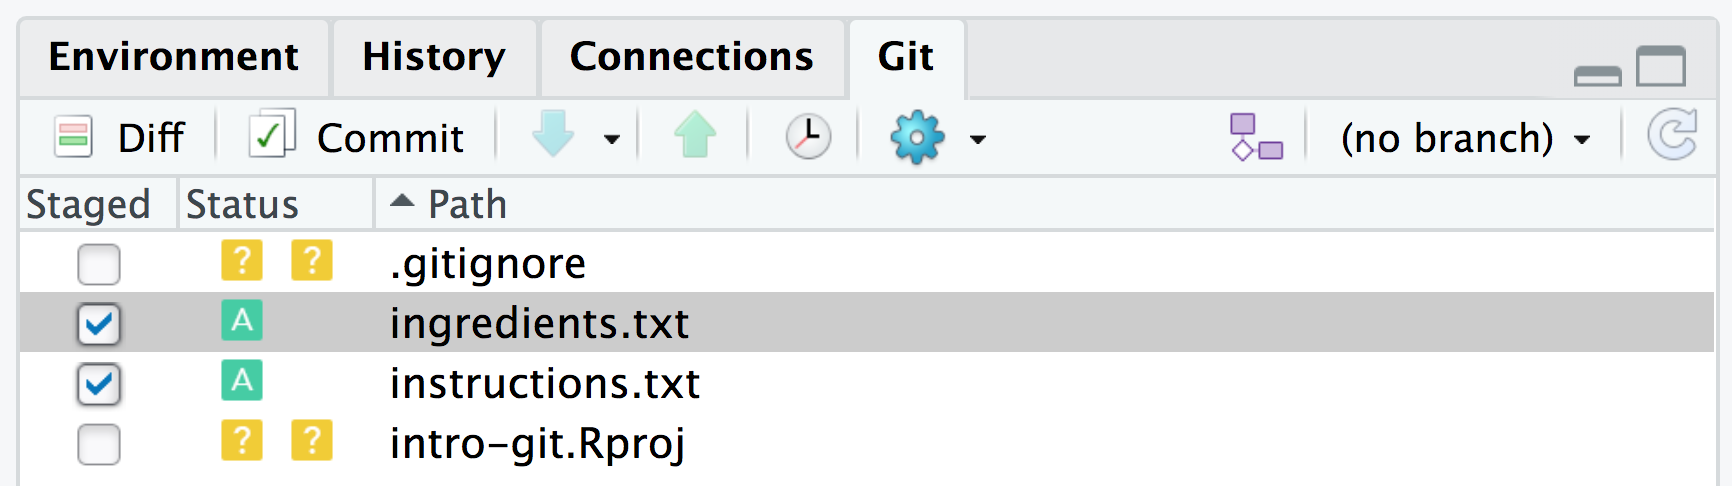 Environment History Connections Git
Diff Commit (no branch)
Staged Status Path
? ? .gitignore
A ingredients.txt
A instructions.txt
? ? intro-git.Rproj